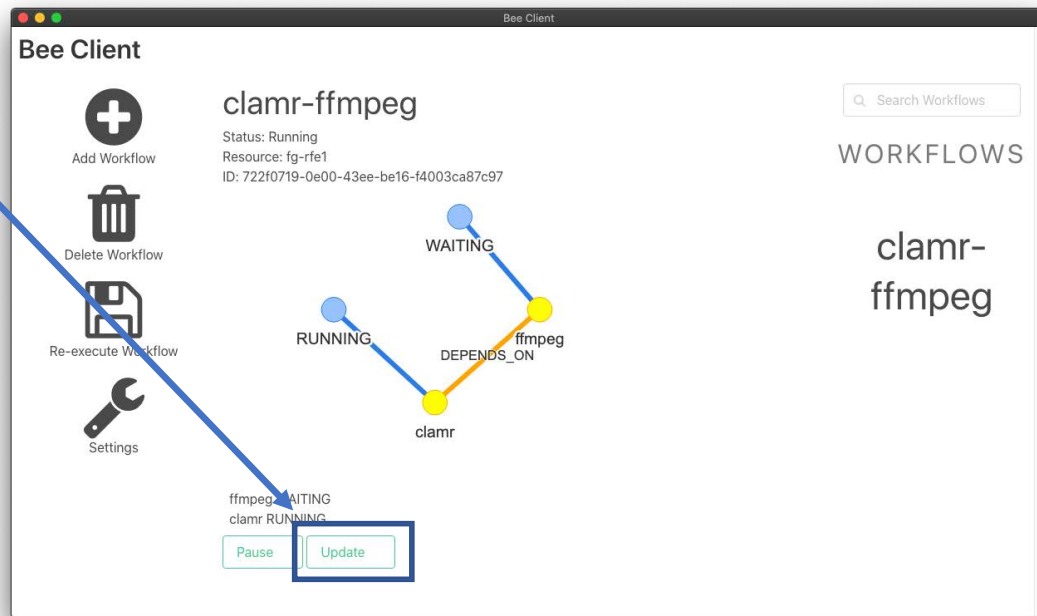 Bee Client
Bee Client
Add Workflow
Delete Workflow
Re-execute Workflow
Settings
clamr-ffmpeg
Status: Running
Resource: fg-rfe1
ID: 722f0719-0e00-43ee-be16-f4003ca87c97
WAITING
RUNNING
ffmpeg
DEPENDS_ON
clamr
ffmpeg WAITING
clamr RUNNING
Pause
Update
Search Workflows
WORKFLOWS
clamr-
ffmpeg